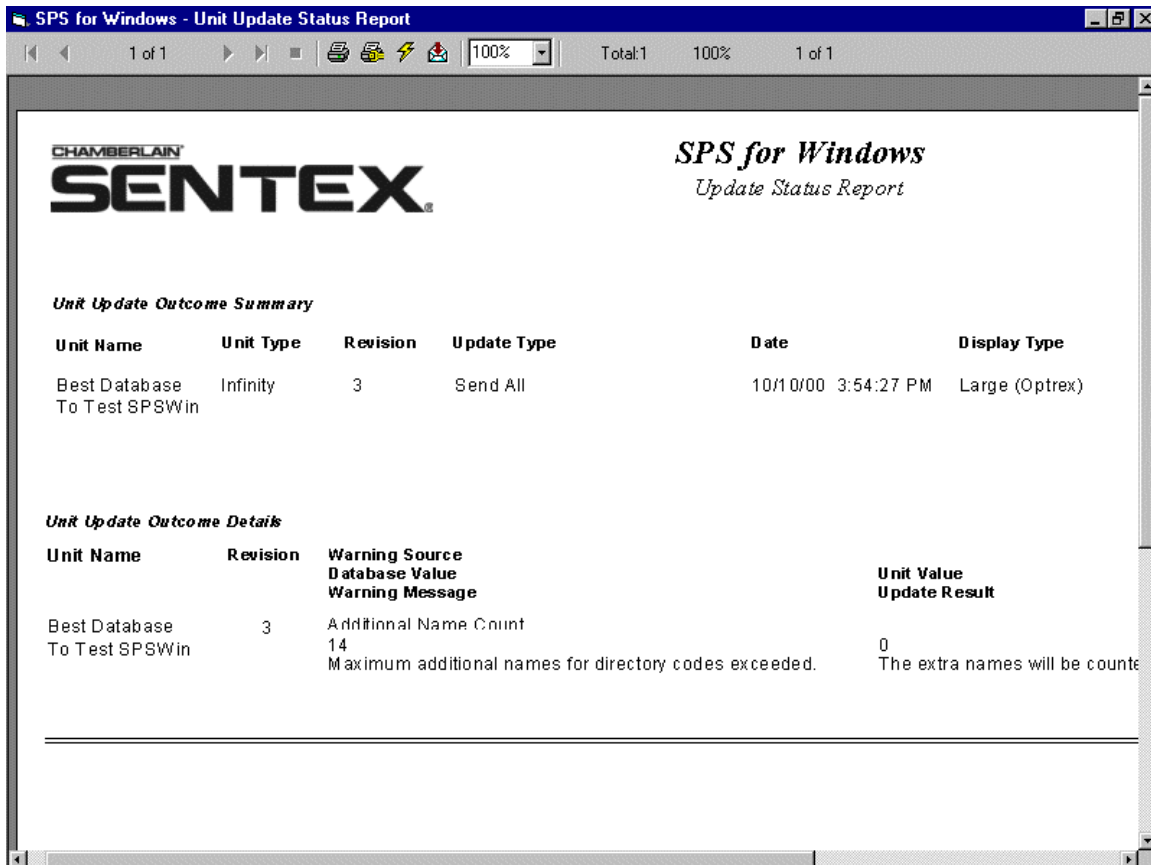 SPS for Windows - Unit Update Status Report
1 of 1 100% Total:1 100% 1 of 1
CHAMBERLAIN
SENTEX®
SPS for Windows
Update Status Report
Unit Update Outcome Summary
Unit Name Unit Type Revision Update Type Date Display Type
Best Database Infinity 3 Send All 10/10/00 3:54:27 PM Large (Optrex)
To Test SPSWin
Unit Update Outcome Details
Unit Name Revision Warning Source
Database Value Unit Value
Warning Message Update Result
Best Database 3 Additional Name Count
To Test SPSWin 14 0
Maximum additional names for directory codes exceeded. The extra names will be counte